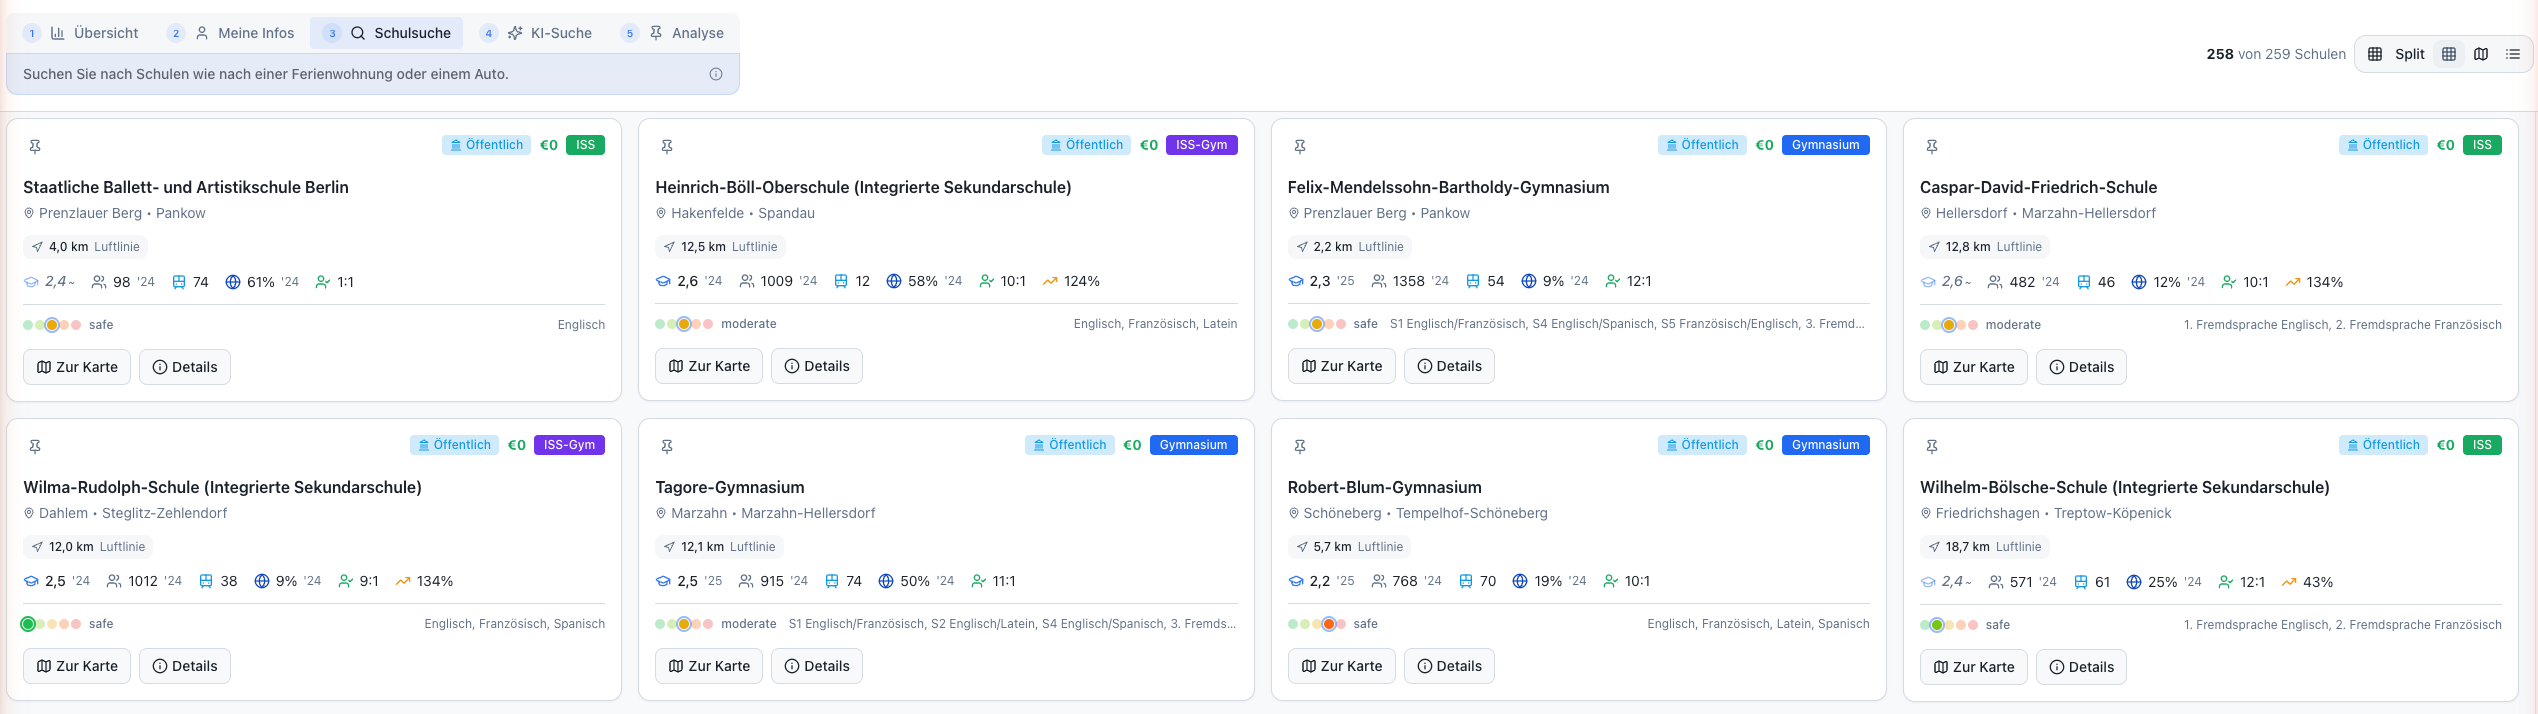 1 Übersicht 2 Meine Infos 3 Schulsuche 4 KI-Suche 5 Analyse
Suchen Sie nach Schulen wie nach einer Ferienwohnung oder einem Auto.
258 von 259 Schulen Split
Öffentlich €0 ISS
Staatliche Ballett- und Artistikschule Berlin
Prenzlauer Berg • Pankow
4,0 km Luftlinie
2,4~ 98 '24 74 61% '24 1:1
safe Englisch
Zur Karte Details
Öffentlich €0 ISS-Gym
Heinrich-Böll-Oberschule (Integrierte Sekundarschule)
Hakenfelde • Spandau
12,5 km Luftlinie
2,6 '24 1009 '24 12 58% '24 10:1 124%
moderate Englisch, Französisch, Latein
Zur Karte Details
Öffentlich €0 Gymnasium
Felix-Mendelssohn-Bartholdy-Gymnasium
Prenzlauer Berg • Pankow
2,2 km Luftlinie
2,3 '25 1358 '24 54 9% '24 12:1
safe S1 Englisch/Französisch, S4 Englisch/Spanisch, S5 Französisch/Englisch, 3. Fremd...
Zur Karte Details
Öffentlich €0 ISS
Caspar-David-Friedrich-Schule
Hellersdorf • Marzahn-Hellersdorf
12,8 km Luftlinie
2,6~ 482 '24 46 12% '24 10:1 134%
moderate 1. Fremdsprache Englisch, 2. Fremdsprache Französisch
Zur Karte Details
Öffentlich €0 ISS-Gym
Wilma-Rudolph-Schule (Integrierte Sekundarschule)
Dahlem • Steglitz-Zehlendorf
12,0 km Luftlinie
2,5 '24 1012 '24 38 9% '24 9:1 134%
safe Englisch, Französisch, Spanisch
Zur Karte Details
Öffentlich €0 Gymnasium
Tagore-Gymnasium
Marzahn • Marzahn-Hellersdorf
12,1 km Luftlinie
2,5 '25 915 '24 74 50% '24 11:1
moderate S1 Englisch/Französisch, S2 Englisch/Latein, S4 Englisch/Spanisch, 3. Fremds...
Zur Karte Details
Öffentlich €0 Gymnasium
Robert-Blum-Gymnasium
Schöneberg • Tempelhof-Schöneberg
5,7 km Luftlinie
2,2 '25 768 '24 70 19% '24 10:1
safe Englisch, Französisch, Latein, Spanisch
Zur Karte Details
Öffentlich €0 ISS
Wilhelm-Bölsche-Schule (Integrierte Sekundarschule)
Friedrichshagen • Treptow-Köpenick
18,7 km Luftlinie
2,4~ 571 '24 61 25% '24 12:1 43%
safe 1. Fremdsprache Englisch, 2. Fremdsprache Französisch
Zur Karte Details